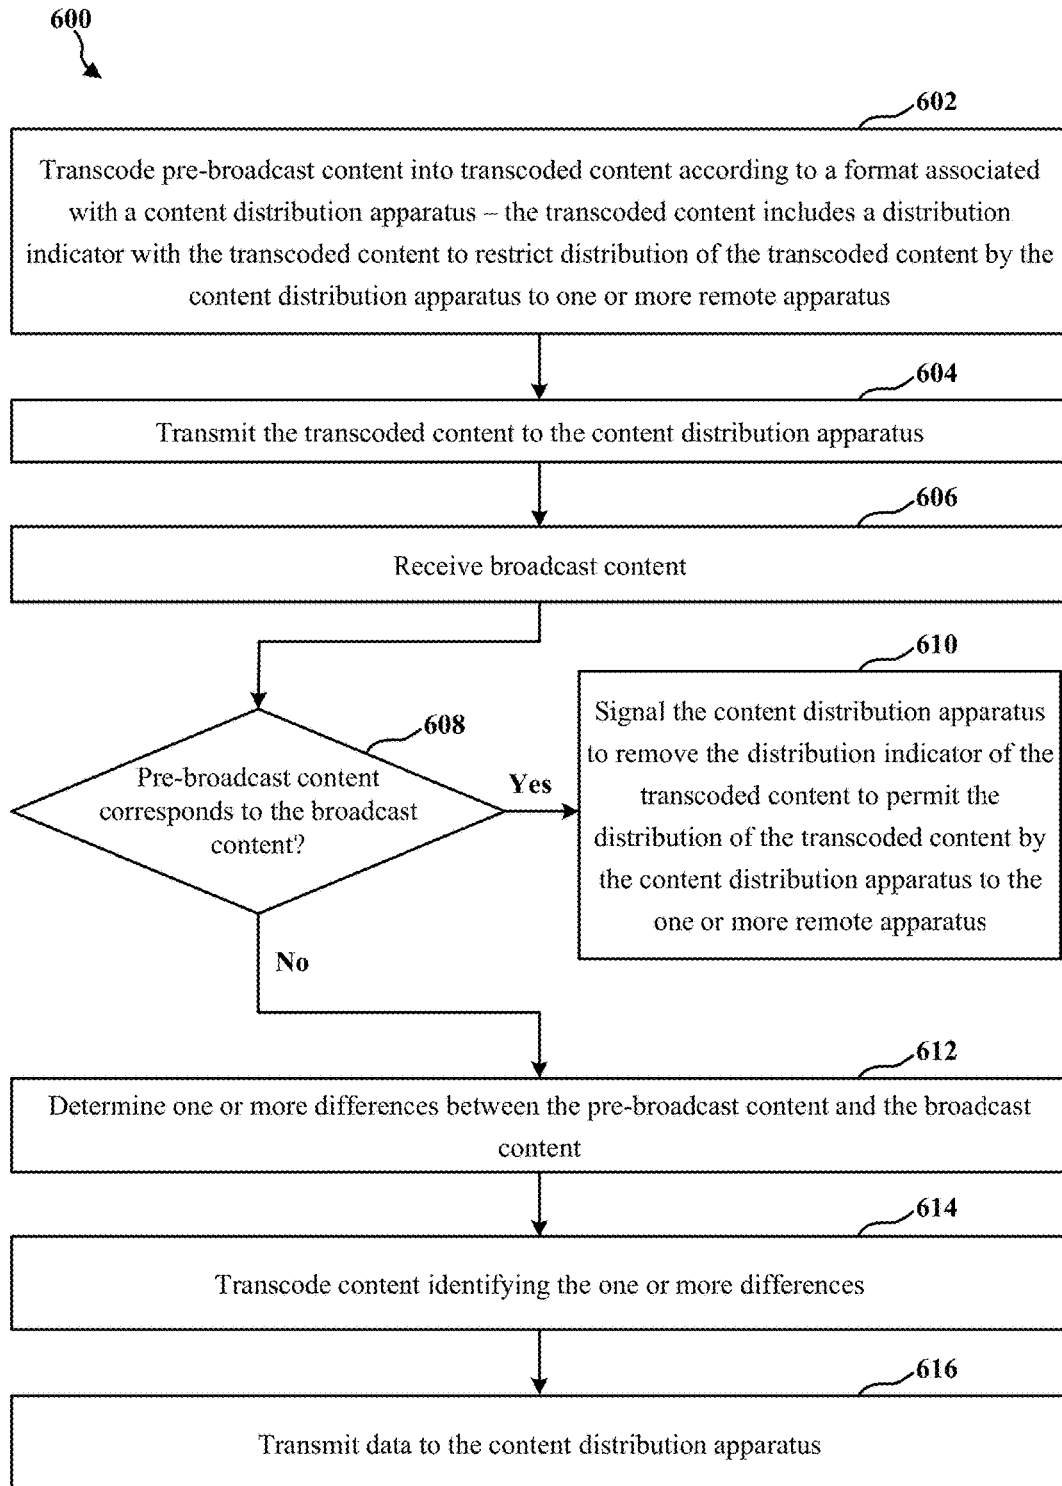 600
602
Transcode pre-broadcast content into transcoded content according to a format associated
with a content distribution apparatus – the transcoded content includes a distribution
indicator with the transcoded content to restrict distribution of the transcoded content by the
content distribution apparatus to one or more remote apparatus
604
Transmit the transcoded content to the content distribution apparatus
606
Receive broadcast content
608
Pre-broadcast content
corresponds to the broadcast
content?
Yes
610
Signal the content distribution apparatus
to remove the distribution indicator of the
transcoded content to permit the
distribution of the transcoded content by
the content distribution apparatus to the
one or more remote apparatus
No
612
Determine one or more differences between the pre-broadcast content and the broadcast
content
614
Transcode content identifying the one or more differences
616
Transmit data to the content distribution apparatus